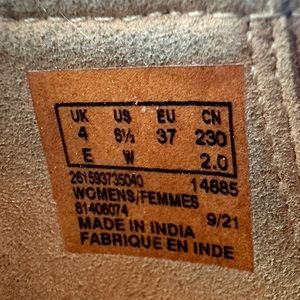 UK US EU CN
4 6½ 37 230
E W 2.0
261593735040 14885
WOMENS/FEMMES
81406074 9/21
MADE IN INDIA
FABRIQUE EN INDE